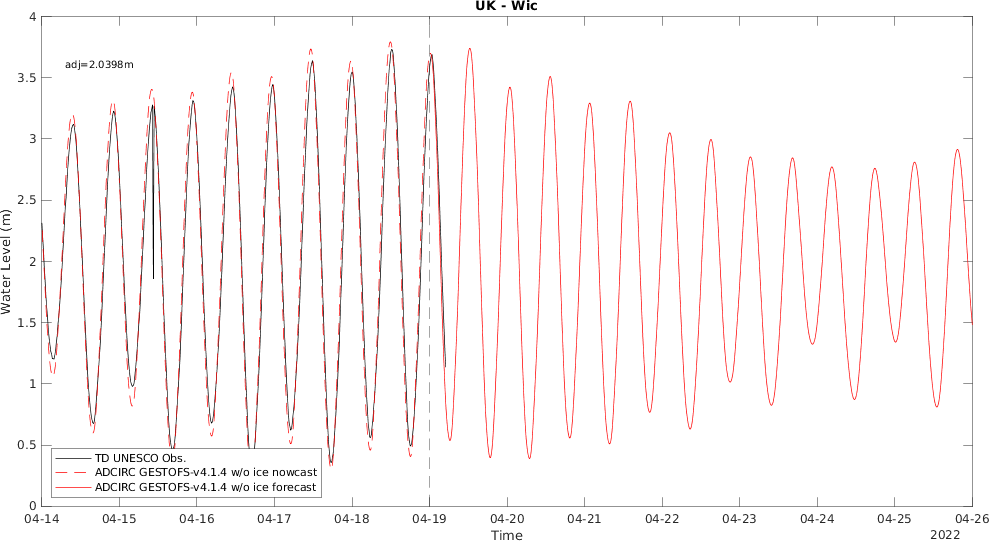 UK - Wic
adj=2.0398m
Water Level (m)
4
3.5
3
2.5
2
1.5
1
0.5
0
TD UNESCO Obs.
ADCIRC GESTOFS-v4.1.4 w/o ice nowcast
ADCIRC GESTOFS-v4.1.4 w/o ice forecast
04-14 04-15 04-16 04-17 04-18 04-19 04-20 04-21 04-22 04-23 04-24 04-25 04-26
Time
2022